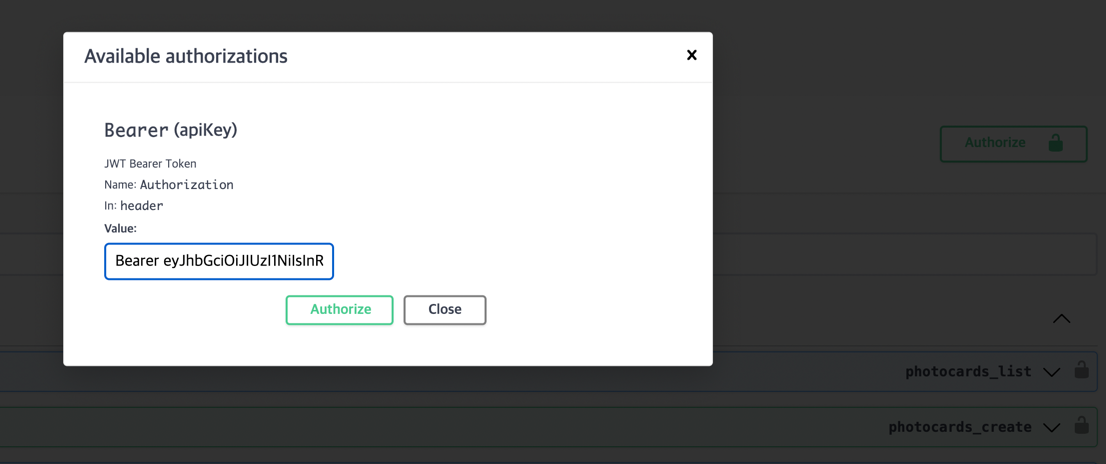 Available authorizations
Bearer (apiKey)
JWT Bearer Token
Name: Authorization
In: header
Value:
Bearer eyJhbGciOiJIUzI1NiIsInR
Authorize
Close
Authorize
photocards_list
photocards_create